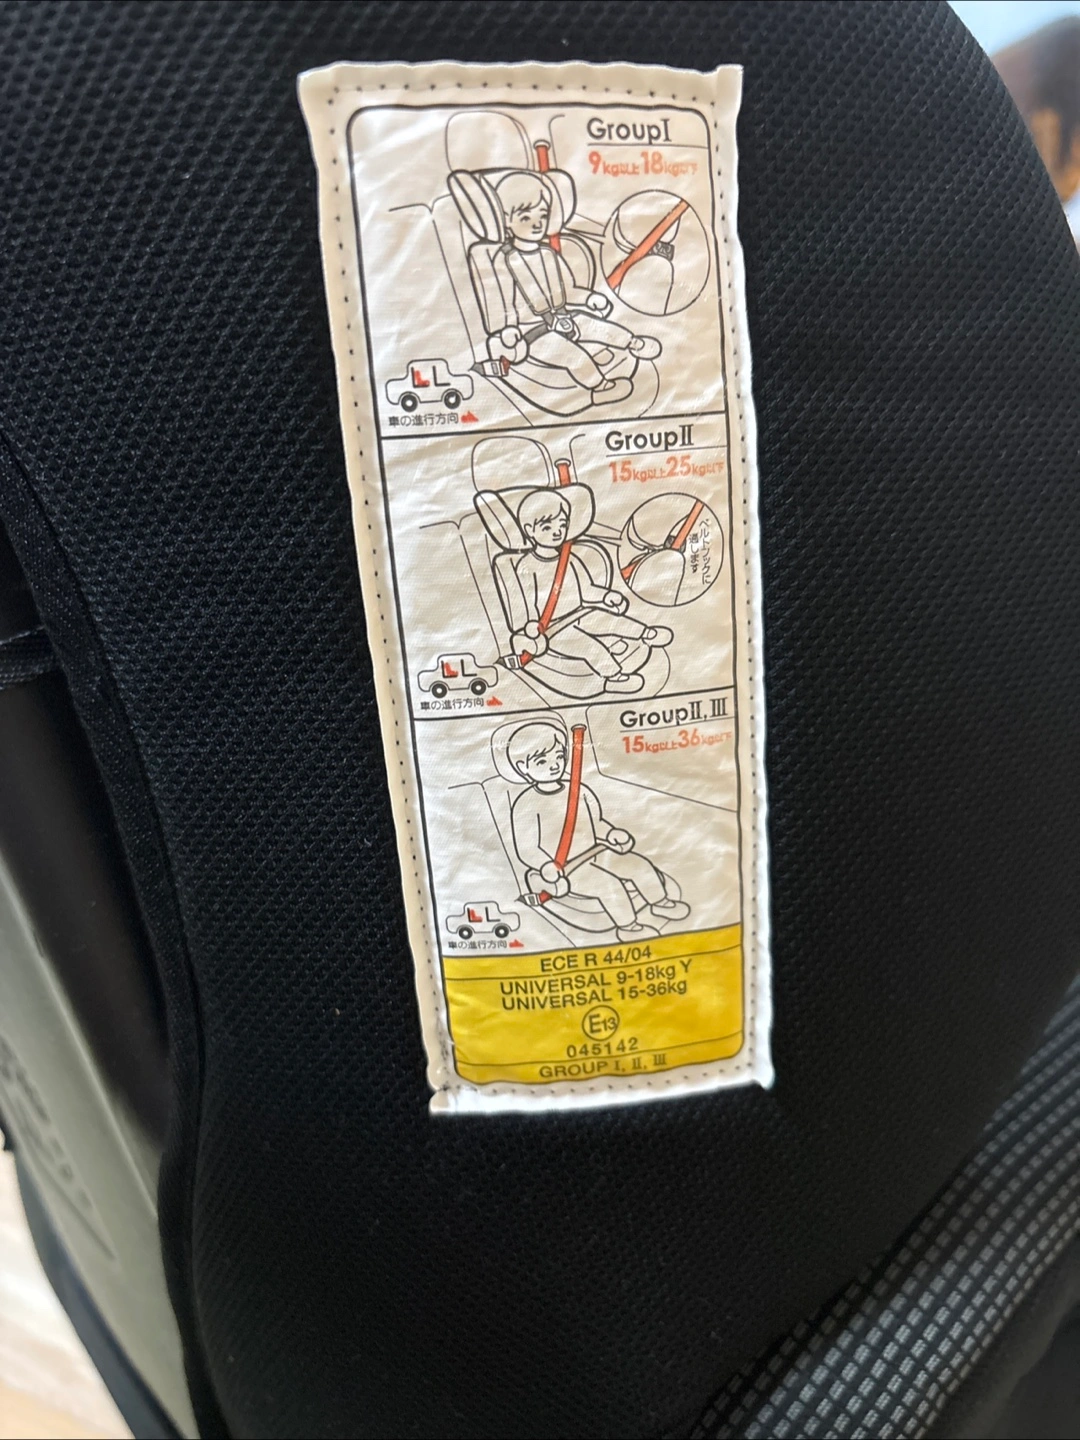 GroupⅠ
9kg以上18kg以下
車の進行方向
GroupⅡ
15kg以上25kg以下
ベルトフックに
通します
車の進行方向
GroupⅡ,Ⅲ
15kg以上36kg以下
車の進行方向
ECE R 44/04
UNIVERSAL 9-18kg Y
UNIVERSAL 15-36kg
E13
045142
GROUP Ⅰ, Ⅱ, Ⅲ